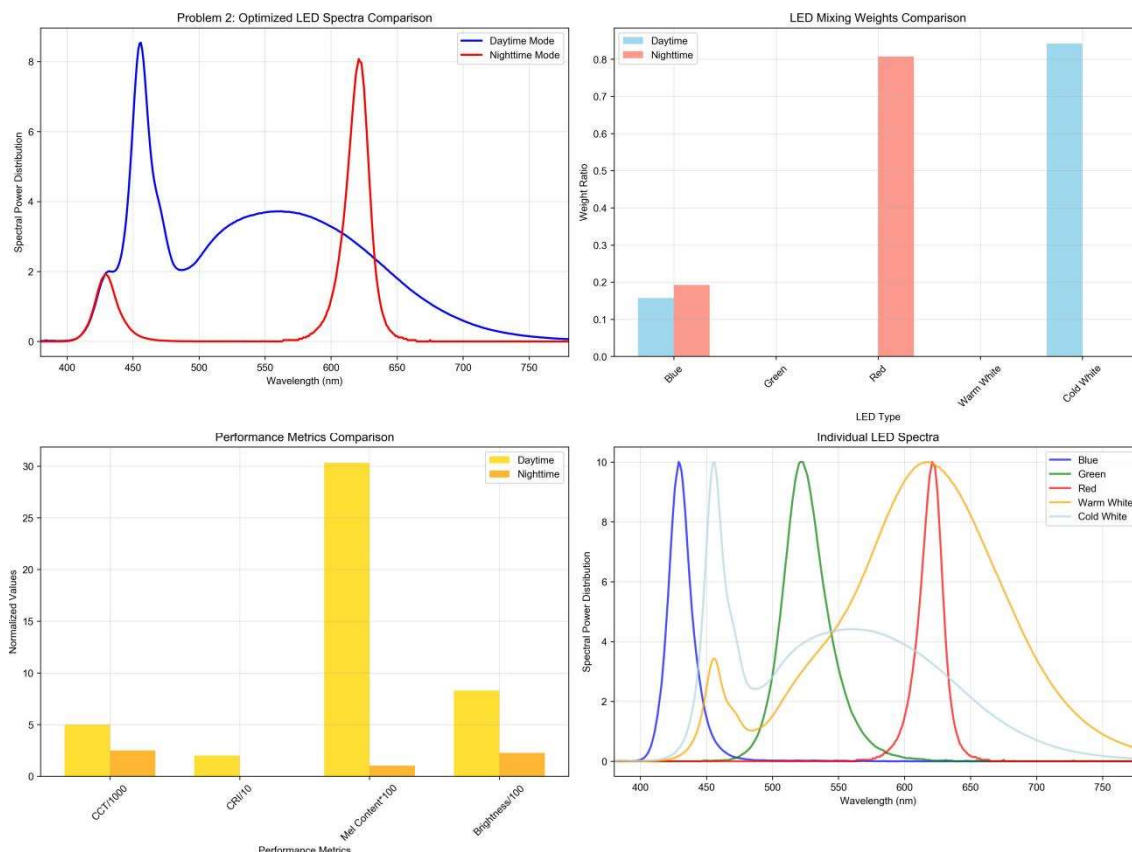 Problem 2: Optimized LED Spectra Comparison
Daytime Mode
Nighttime Mode
Spectral Power Distribution
8
6
4
2
0
400 450 500 550 600 650 700 750
Wavelength (nm)
LED Mixing Weights Comparison
Daytime
Nighttime
Weight Ratio
0.8
0.7
0.6
0.5
0.4
0.3
0.2
0.1
0.0
Blue
Green
Red
Warm White
Cold White
LED Type
Performance Metrics Comparison
Daytime
Nighttime
Normalized Values
30
25
20
15
10
5
0
CCT/1000
CRI/10
Mel Content*100
Brightness/100
Performance Metrics
Individual LED Spectra
Blue
Green
Red
Warm White
Cold White
Spectral Power Distribution
10
8
6
4
2
0
400 450 500 550 600 650 700 750
Wavelength (nm)